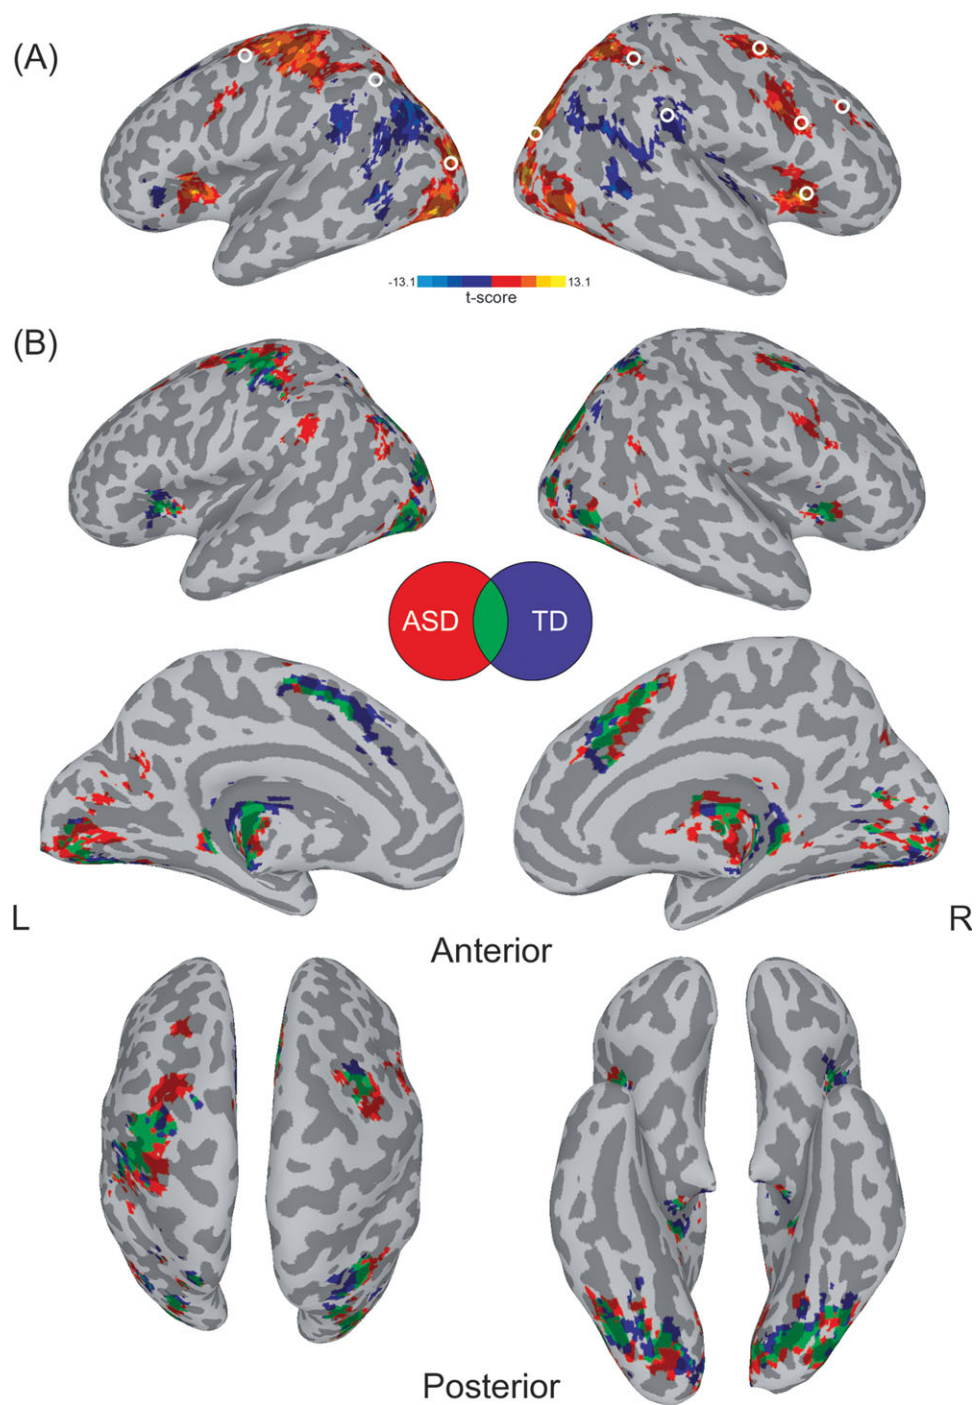 (A)
-13.1 13.1
t-score
(B)
ASD TD
L R
Anterior
Posterior